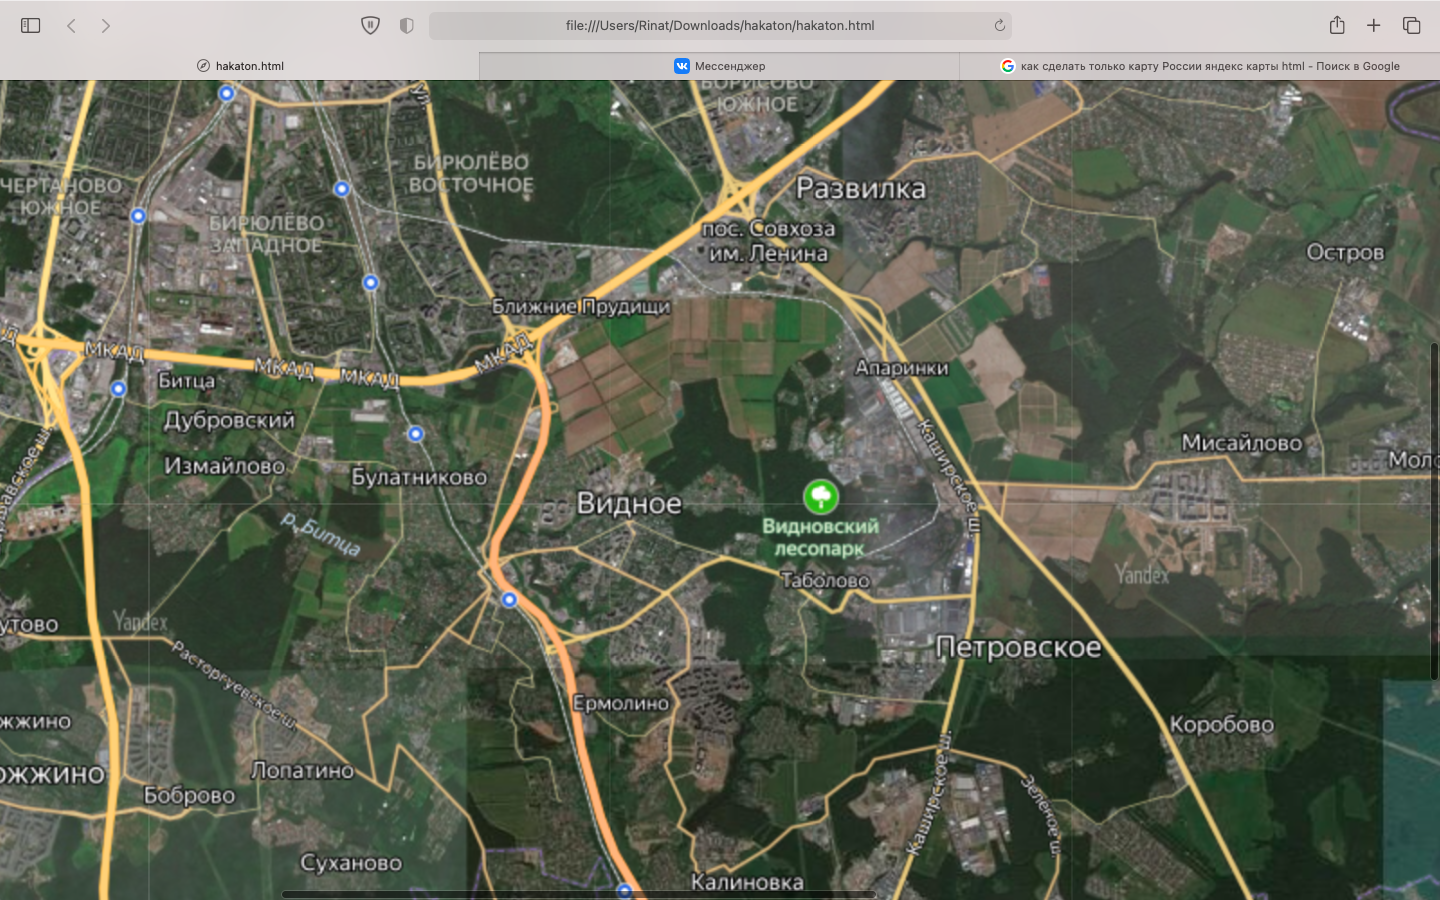 file:///Users/Rinat/Downloads/hakaton/hakaton.html
hakaton.html
Мессенджер
как сделать только карту России яндекс карты html - Поиск в Google
БОРИСОВО
ЮЖНОЕ
ул.
БИРЮЛЁВО
ВОСТОЧНОЕ
ЧЕРТАНОВО
ЮЖНОЕ
Развилка
БИРЮЛЁВО
ЗАПАДНОЕ
пос. Совхоза
им. Ленина
Остров
Ближние Прудищи
Д
МКАД
МКАД
МКАД
МКАД
Битца
Апаринки
Дубровский
Каширское ш.
Мисайлово
Моло
Измайлово
Булатниково
Видное
р. Битца
Видновский
лесопарк
Таболово
Yandex
Yandex
утово
Расторгуевское ш.
Петровское
Ермолино
жжино
Коробово
ожжино
Лопатино
Каширское ш.
Зеленое ш.
Боброво
Суханово
Калиновка